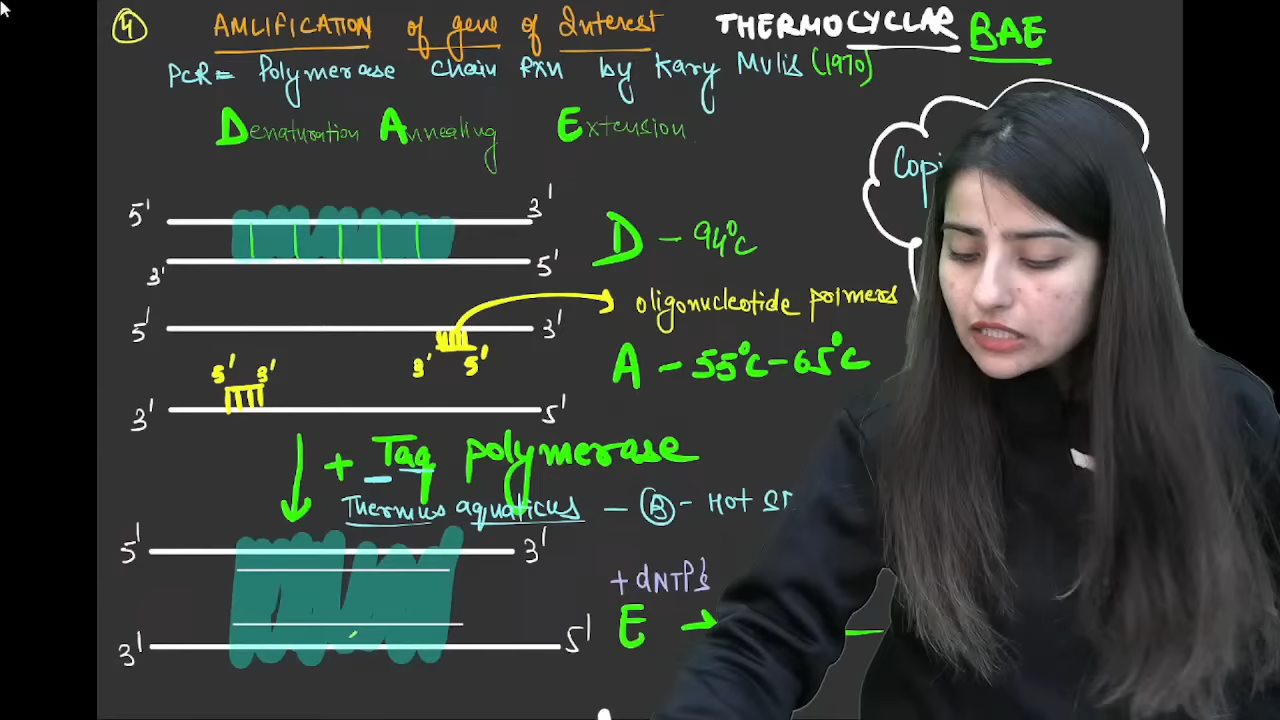 4 AMLIFICATION of gene of Interest THERMOCYCLAR BAE
PCR = Polymerase Chain Rxn by Kary Mulis (1970)
Denaturation Annealing Extension
Copi
5' 3'
D - 94°C
3' 5'
oligonucleotide polmers
5' 3'
3' 5'
A - 55°C - 65°C
5' 3'
3' 5'
+ Taq polymerase
Thermus aquaticus - B - Hot
+ dNTP's
5' 3'
E →
3' 5'